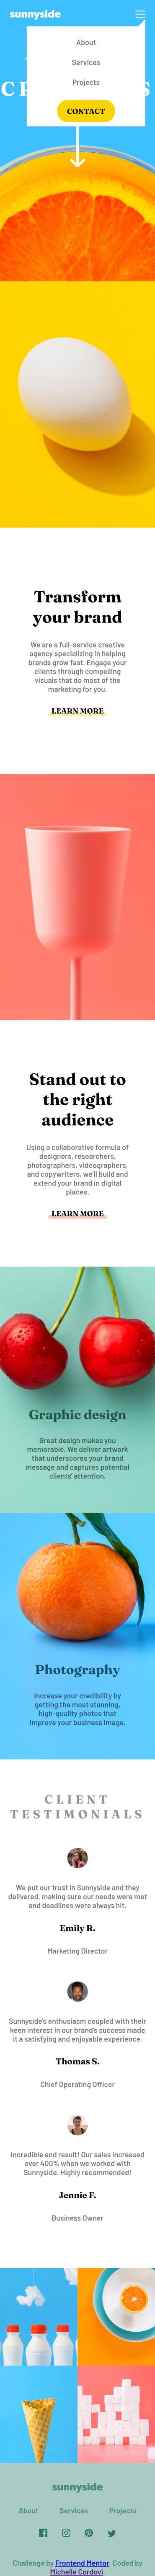 sunnyside
About
Services
Projects
CONTACT
Transform
your brand
We are a full-service creative
agency specializing in helping
brands grow fast. Engage your
clients through compelling
visuals that do most of the
marketing for you.
LEARN MORE
Stand out to
the right
audience
Using a collaborative formula of
designers, researchers,
photographers, videographers,
and copywriters, we'll build and
extend your brand in digital
places.
LEARN MORE
Graphic design
Great design makes you
memorable. We deliver artwork
that underscores your brand
message and captures potential
clients' attention.
Photography
Increase your credibility by
getting the most stunning,
high-quality photos that
improve your business image.
CLIENT
TESTIMONIALS
We put our trust in Sunnyside and they
delivered, making sure our needs were met
and deadlines were always hit.
Emily R.
Marketing Director
Sunnyside's enthusiasm coupled with their
keen interest in our brand's success made
it a satisfying and enjoyable experience.
Thomas S.
Chief Operating Officer
Incredible end result! Our sales increased
over 400% when we worked with
Sunnyside. Highly recommended!
Jennie F.
Business Owner
sunnyside
About Services Projects
Challenge by Frontend Mentor. Coded by
Michelle Cordovi.